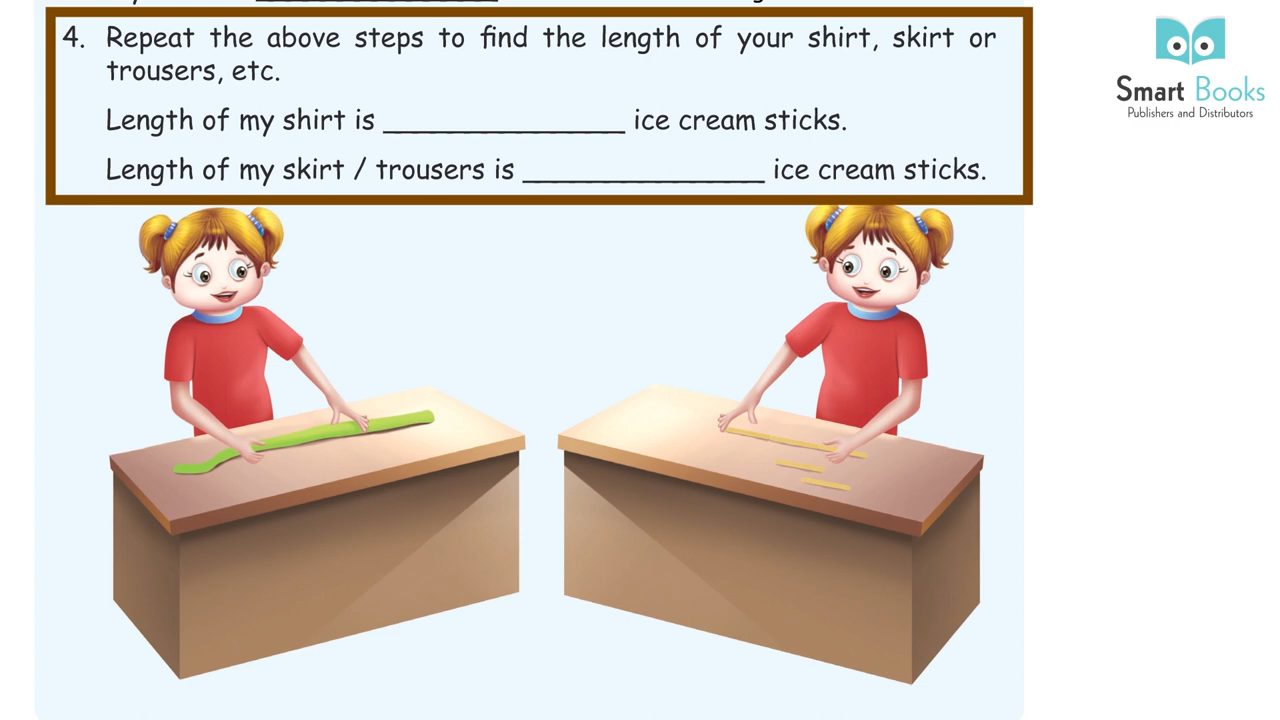 4. Repeat the above steps to find the length of your shirt, skirt or
trousers, etc.
Length of my shirt is ______________ ice cream sticks.
Length of my skirt / trousers is ______________ ice cream sticks.
Smart Books
Publishers and Distributors